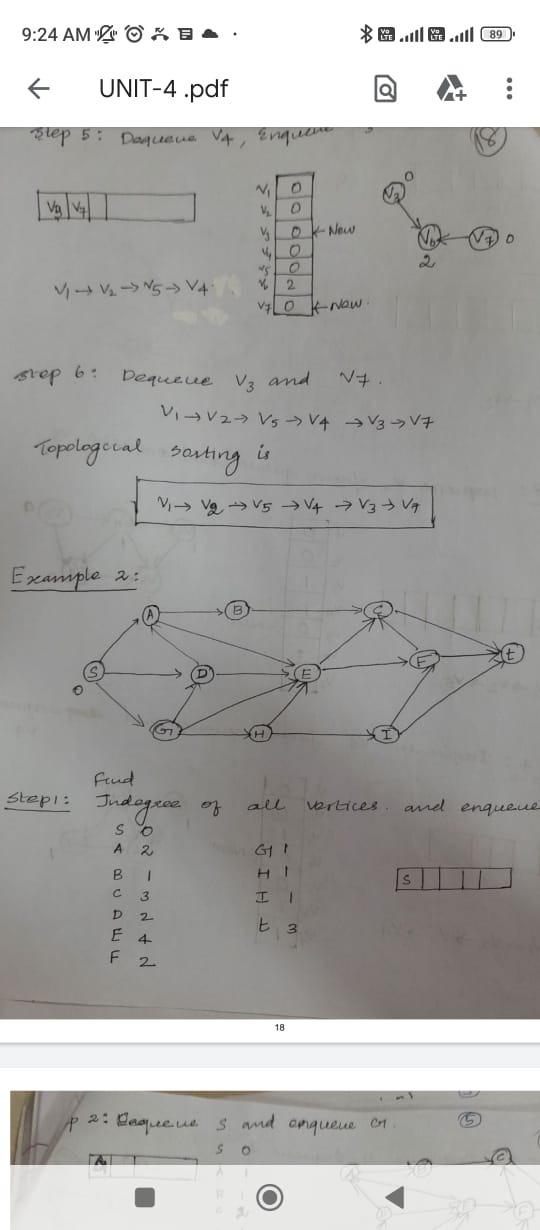 9:24 AM
89
UNIT-4 .pdf
Step 5: Dequeue V4, Enqueue
18
V3 V7
V1 0
V2 0
V3 0 ← New
V4 0
V5 0
V6 2
V7 0 ← New.
V3 0
V6 2
V7 0
V1 → V2 → V5 → V4
Step 6: Dequeue V3 and V7.
V1 → V2 → V5 → V4 → V3 → V7
Topological sorting is
V1 → V2 → V5 → V4 → V3 → V7
Example 2:
A B C
S 0 D E F t
G H I
Find
Step1: Indegree of all vertices. and enqueue
S 0
A 2 G 1
B 1 H 1
C 3 I 1
D 2 t 3
E 4
F 2
S
18
p 2: Dequeue S and enqueue G.
5
S 0